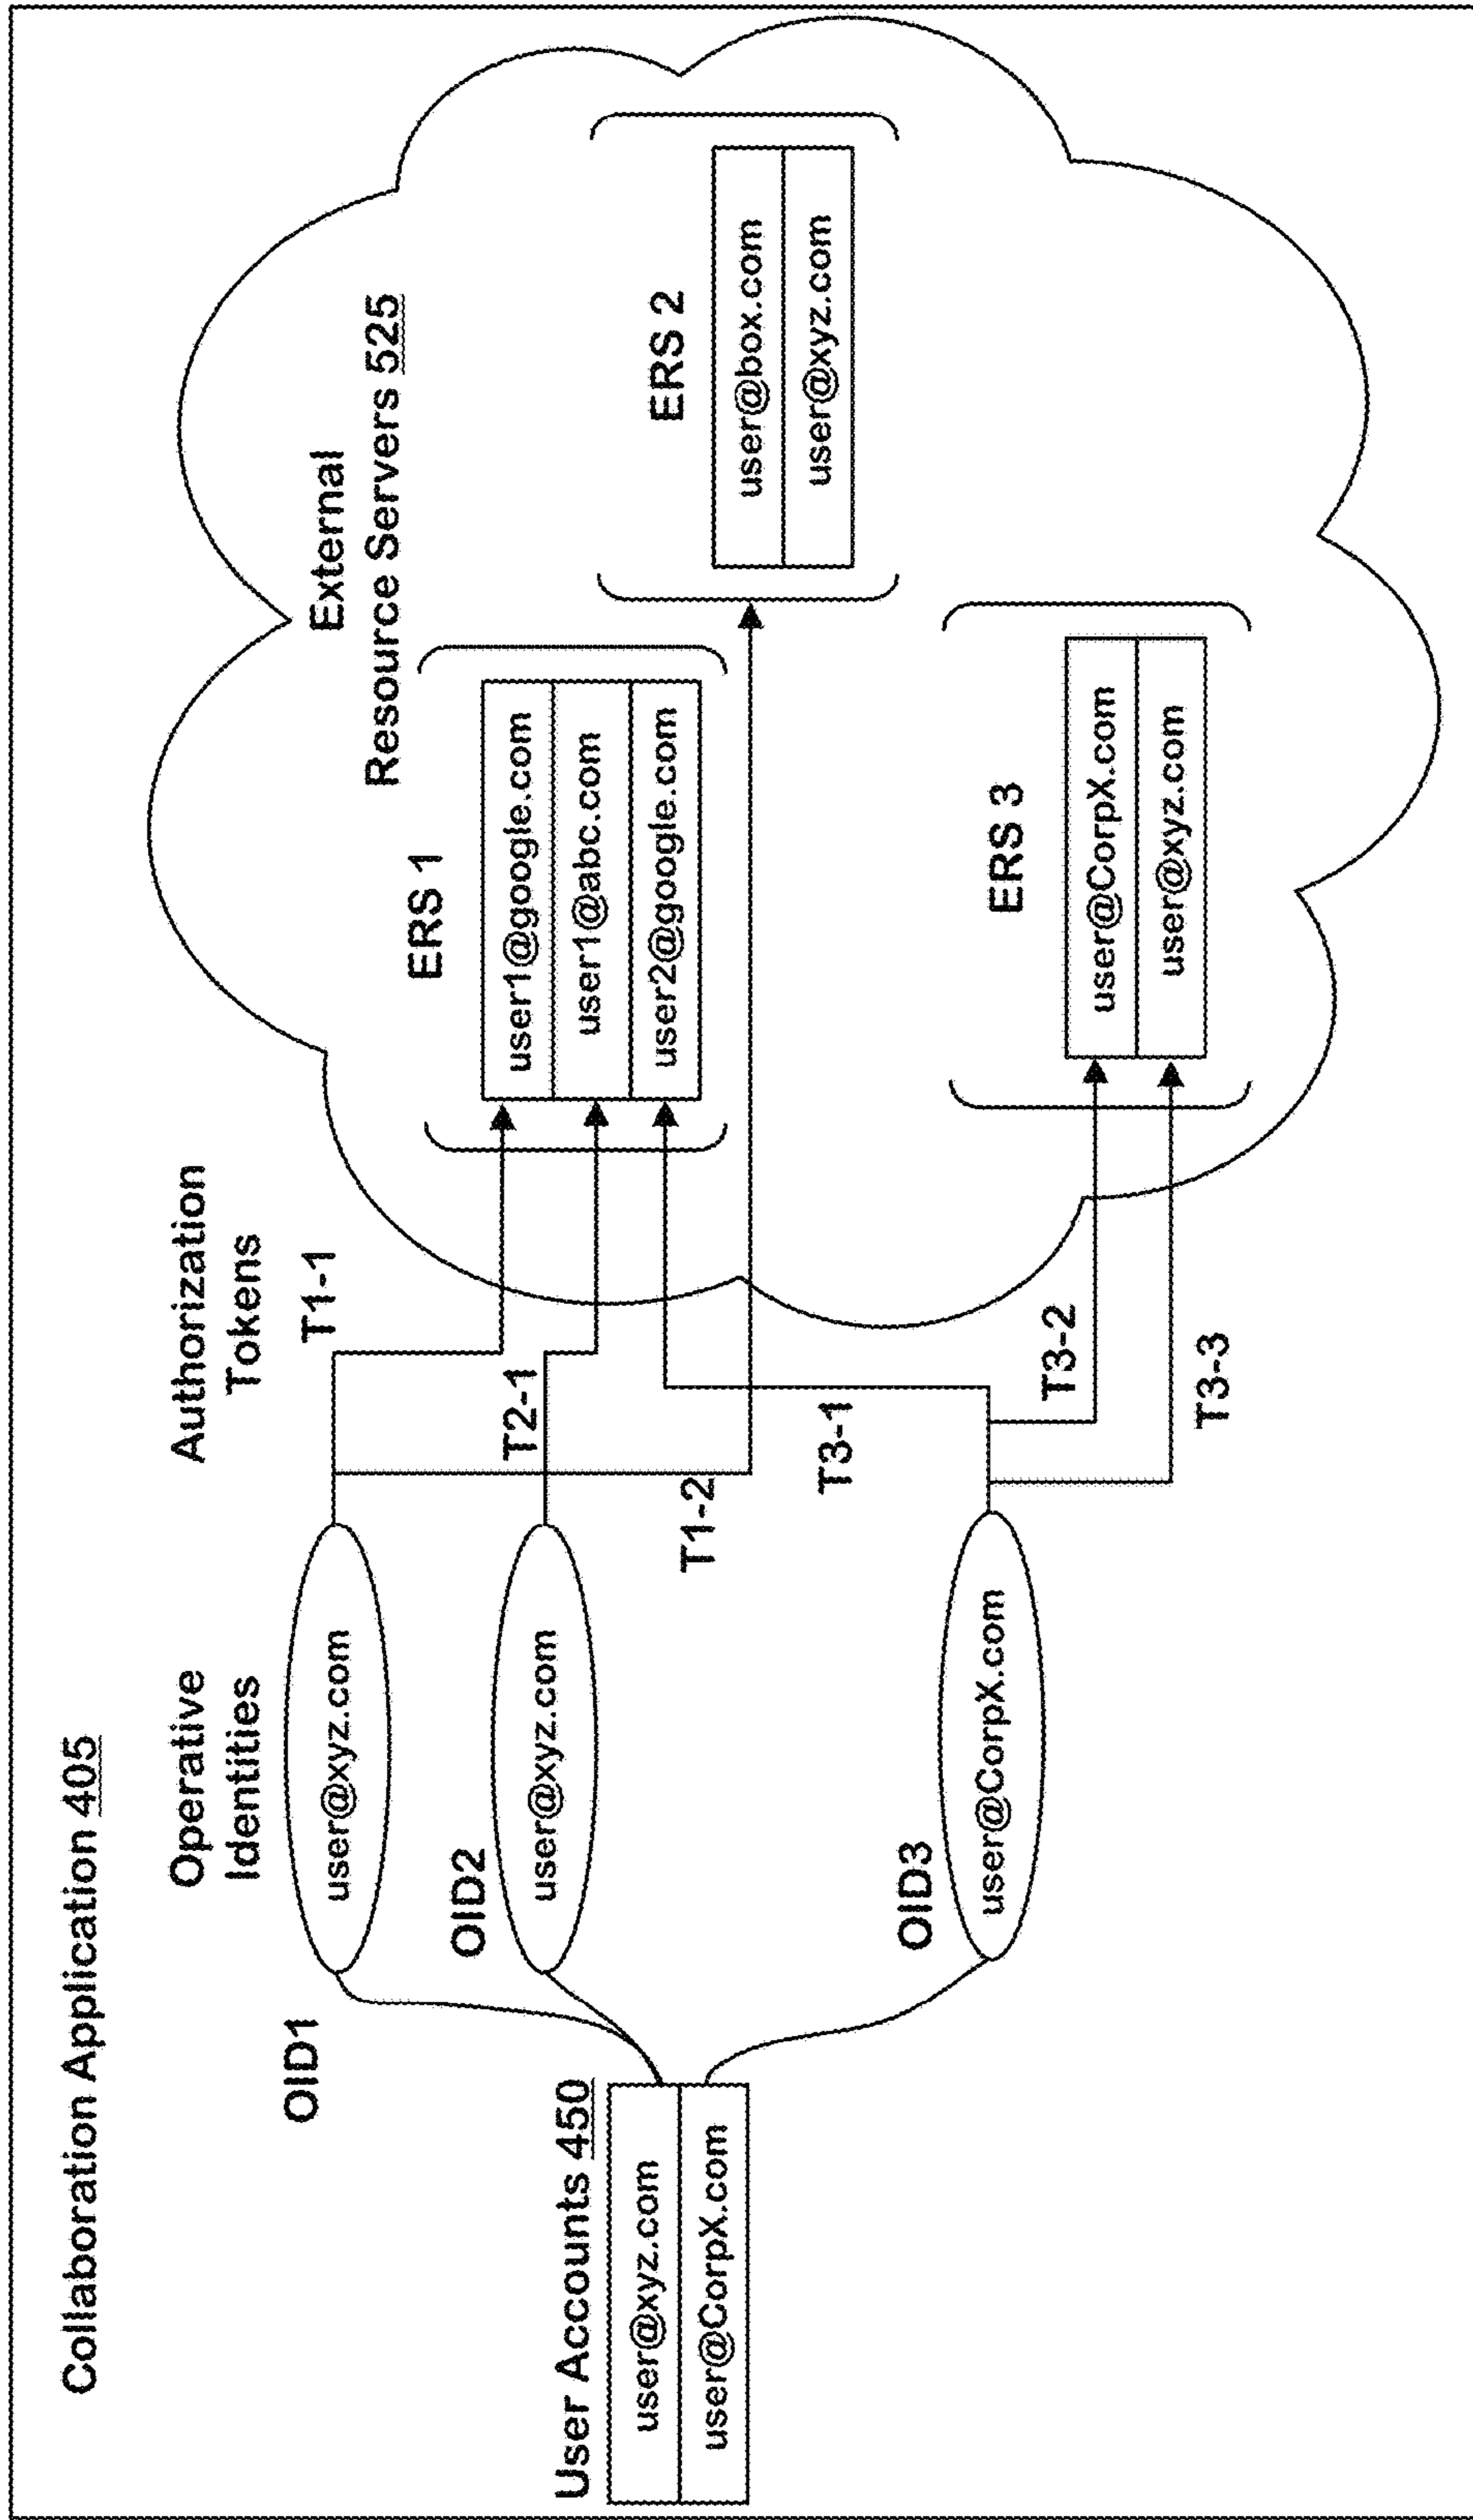 Collaboration Application 405
User Accounts 450
user@xyz.com
user@CorpX.com
Operative
Identities
OID1
user@xyz.com
OID2
user@xyz.com
OID3
user@CorpX.com
Authorization
Tokens
T1-1
T2-1
T1-2
T3-1
T3-2
T3-3
External
Resource Servers 525
ERS 1
user1@google.com
user1@abc.com
user2@google.com
ERS 2
user@box.com
user@xyz.com
ERS 3
user@CorpX.com
user@xyz.com